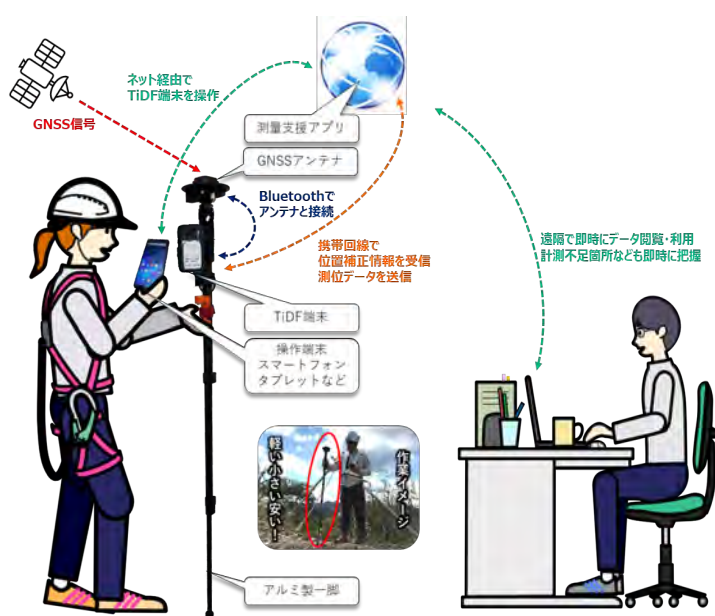 ネット経由で
TiDF端末を操作
GNSS信号
測量支援アプリ
GNSSアンテナ
Bluetoothで
アンテナと接続
携帯回線で
位置補正情報を受信
測位データを送信
遠隔で即時にデータ閲覧・利用
計測不足箇所なども即時に把握
TiDF端末
操作端末
スマートフォン
タブレットなど
軽い小さい安い！
作業イメージ
アルミ製一脚